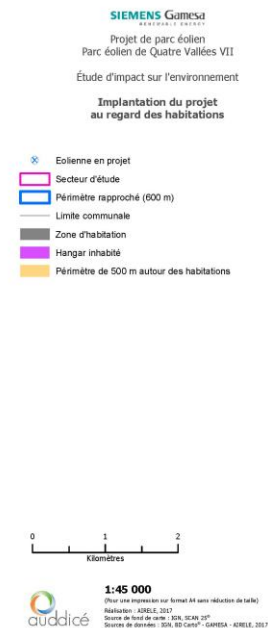 SIEMENS Gamesa
RENEWABLE ENERGY
Projet de parc éolien
Parc éolien de Quatre Vallées VII
Étude d'impact sur l'environnement
Implantation du projet
au regard des habitations
Eolienne en projet
Secteur d'étude
Périmètre rapproché (600 m)
Limite communale
Zone d'habitation
Hangar inhabité
Périmètre de 500 m autour des habitations
0 1 2
Kilomètres
auddicé
1:45 000
(Pour une impression sur format A4 sans réduction de taille)
Réalisation : AIRELE, 2017
Source de fond de carte : IGN, SCAN 25®
Sources de données : IGN, BD Carto® - GAMESA - AIRELE, 2017